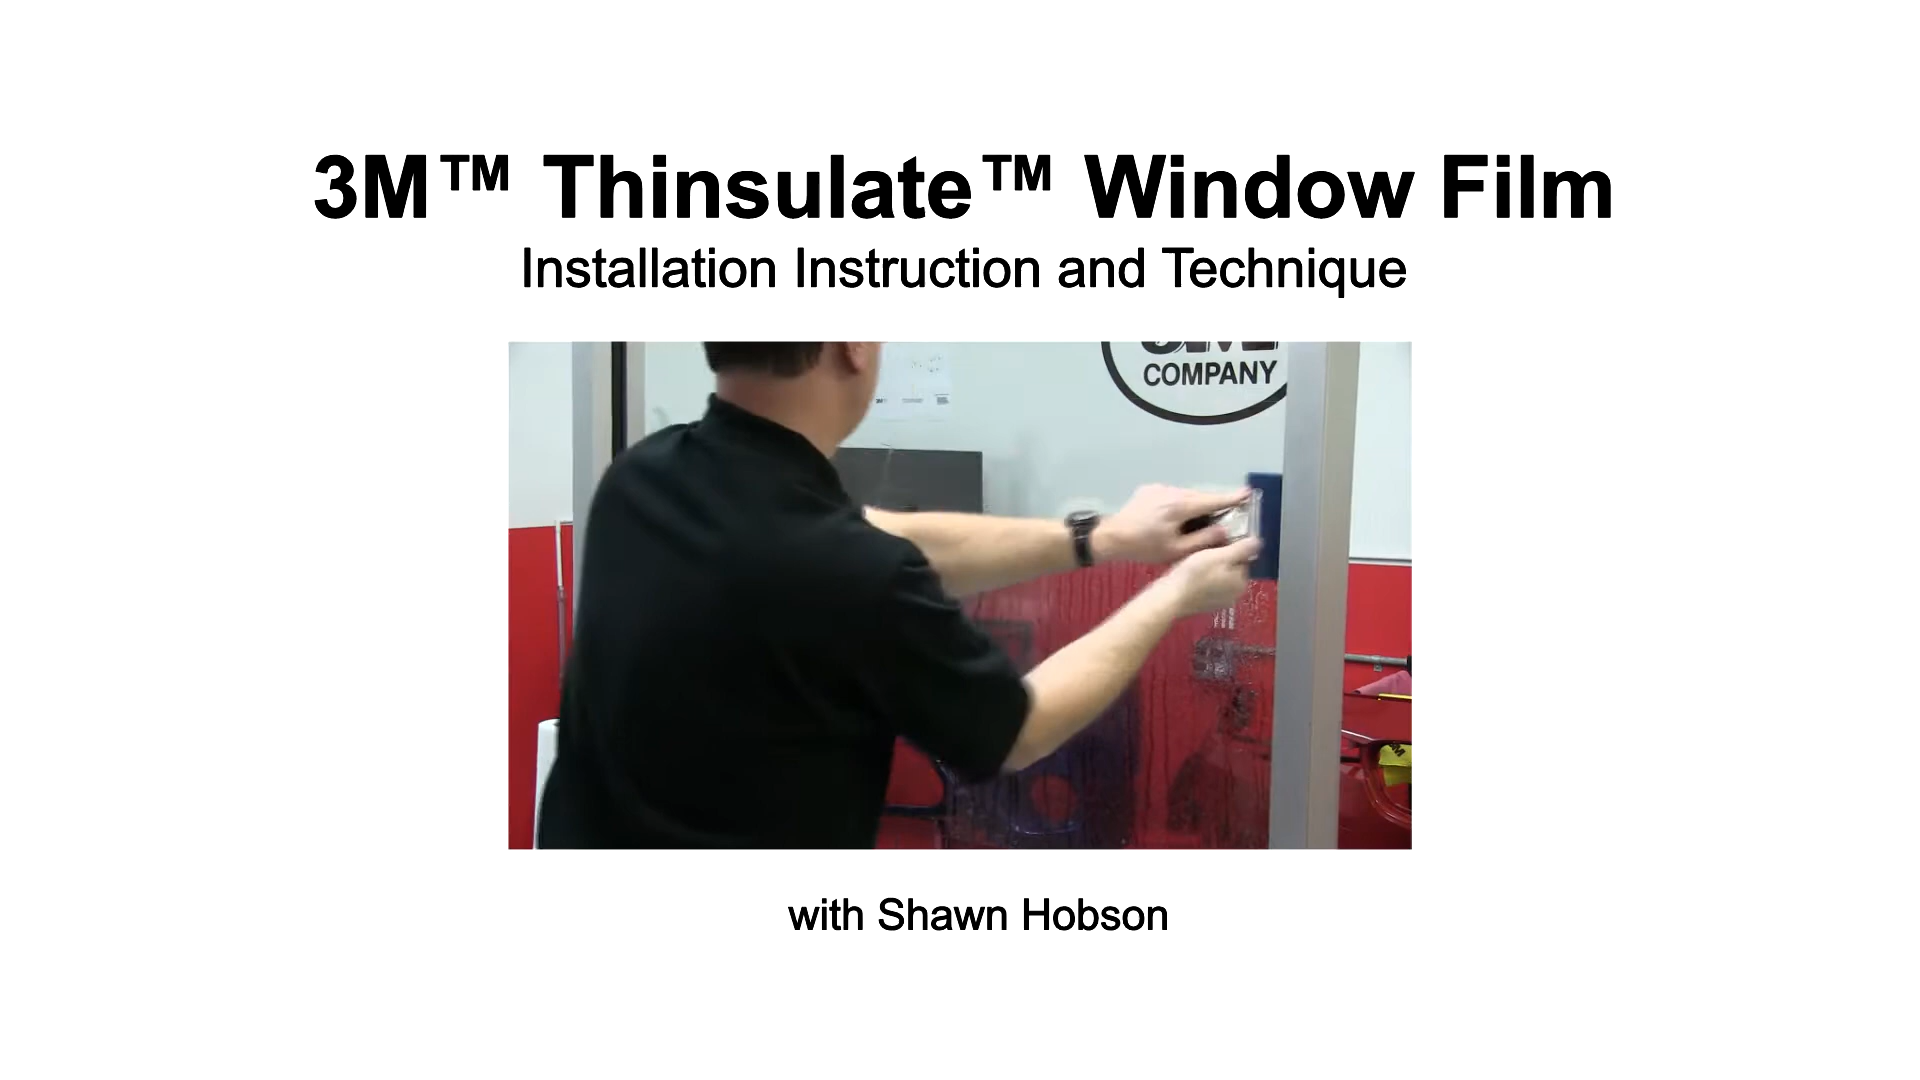 3M™ Thinsulate™ Window Film
Installation Instruction and Technique
COMPANY
with Shawn Hobson